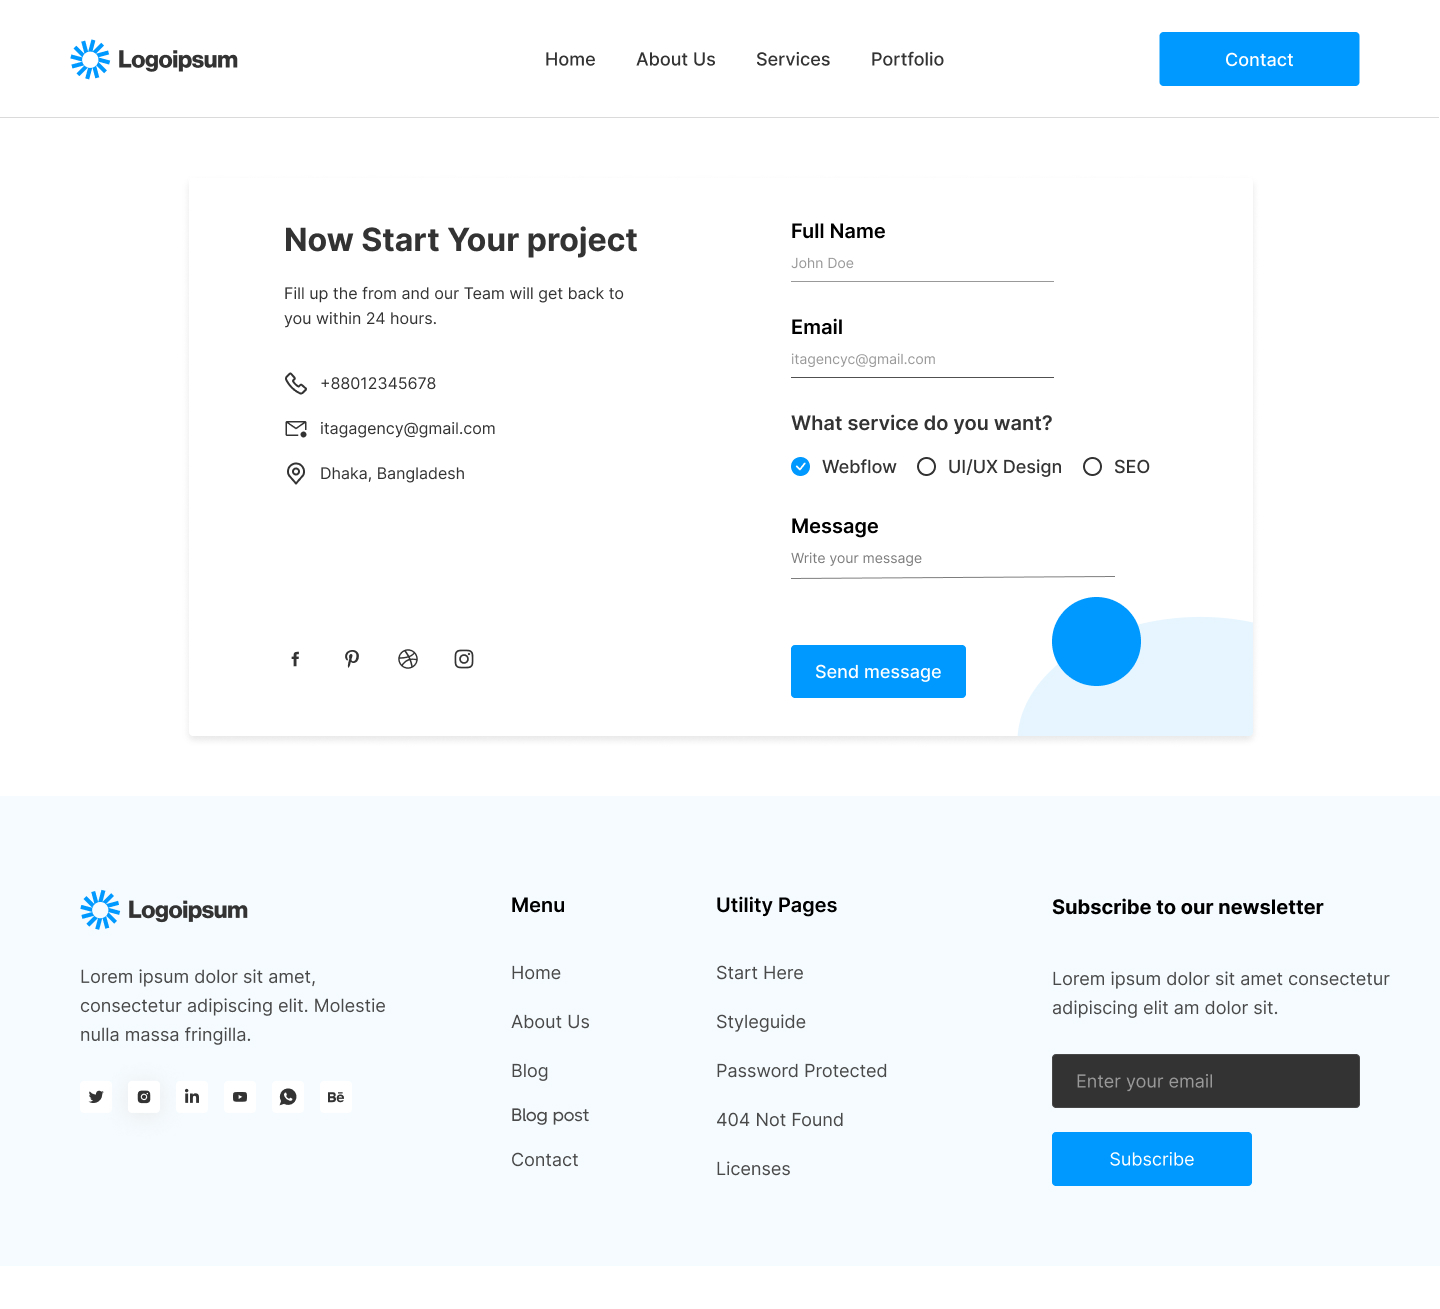 Logoipsum
Home
About Us
Services
Portfolio
Contact
Now Start Your project
Fill up the from and our Team will get back to
you within 24 hours.
+88012345678
itagagency@gmail.com
Dhaka, Bangladesh
Full Name
John Doe
Email
itagencyc@gmail.com
What service do you want?
Webflow
UI/UX Design
SEO
Message
Write your message
Send message
Logoipsum
Lorem ipsum dolor sit amet,
consectetur adipiscing elit. Molestie
nulla massa fringilla.
Bē
Menu
Home
About Us
Blog
Blog post
Contact
Utility Pages
Start Here
Styleguide
Password Protected
404 Not Found
Licenses
Subscribe to our newsletter
Lorem ipsum dolor sit amet consectetur
adipiscing elit am dolor sit.
Enter your email
Subscribe